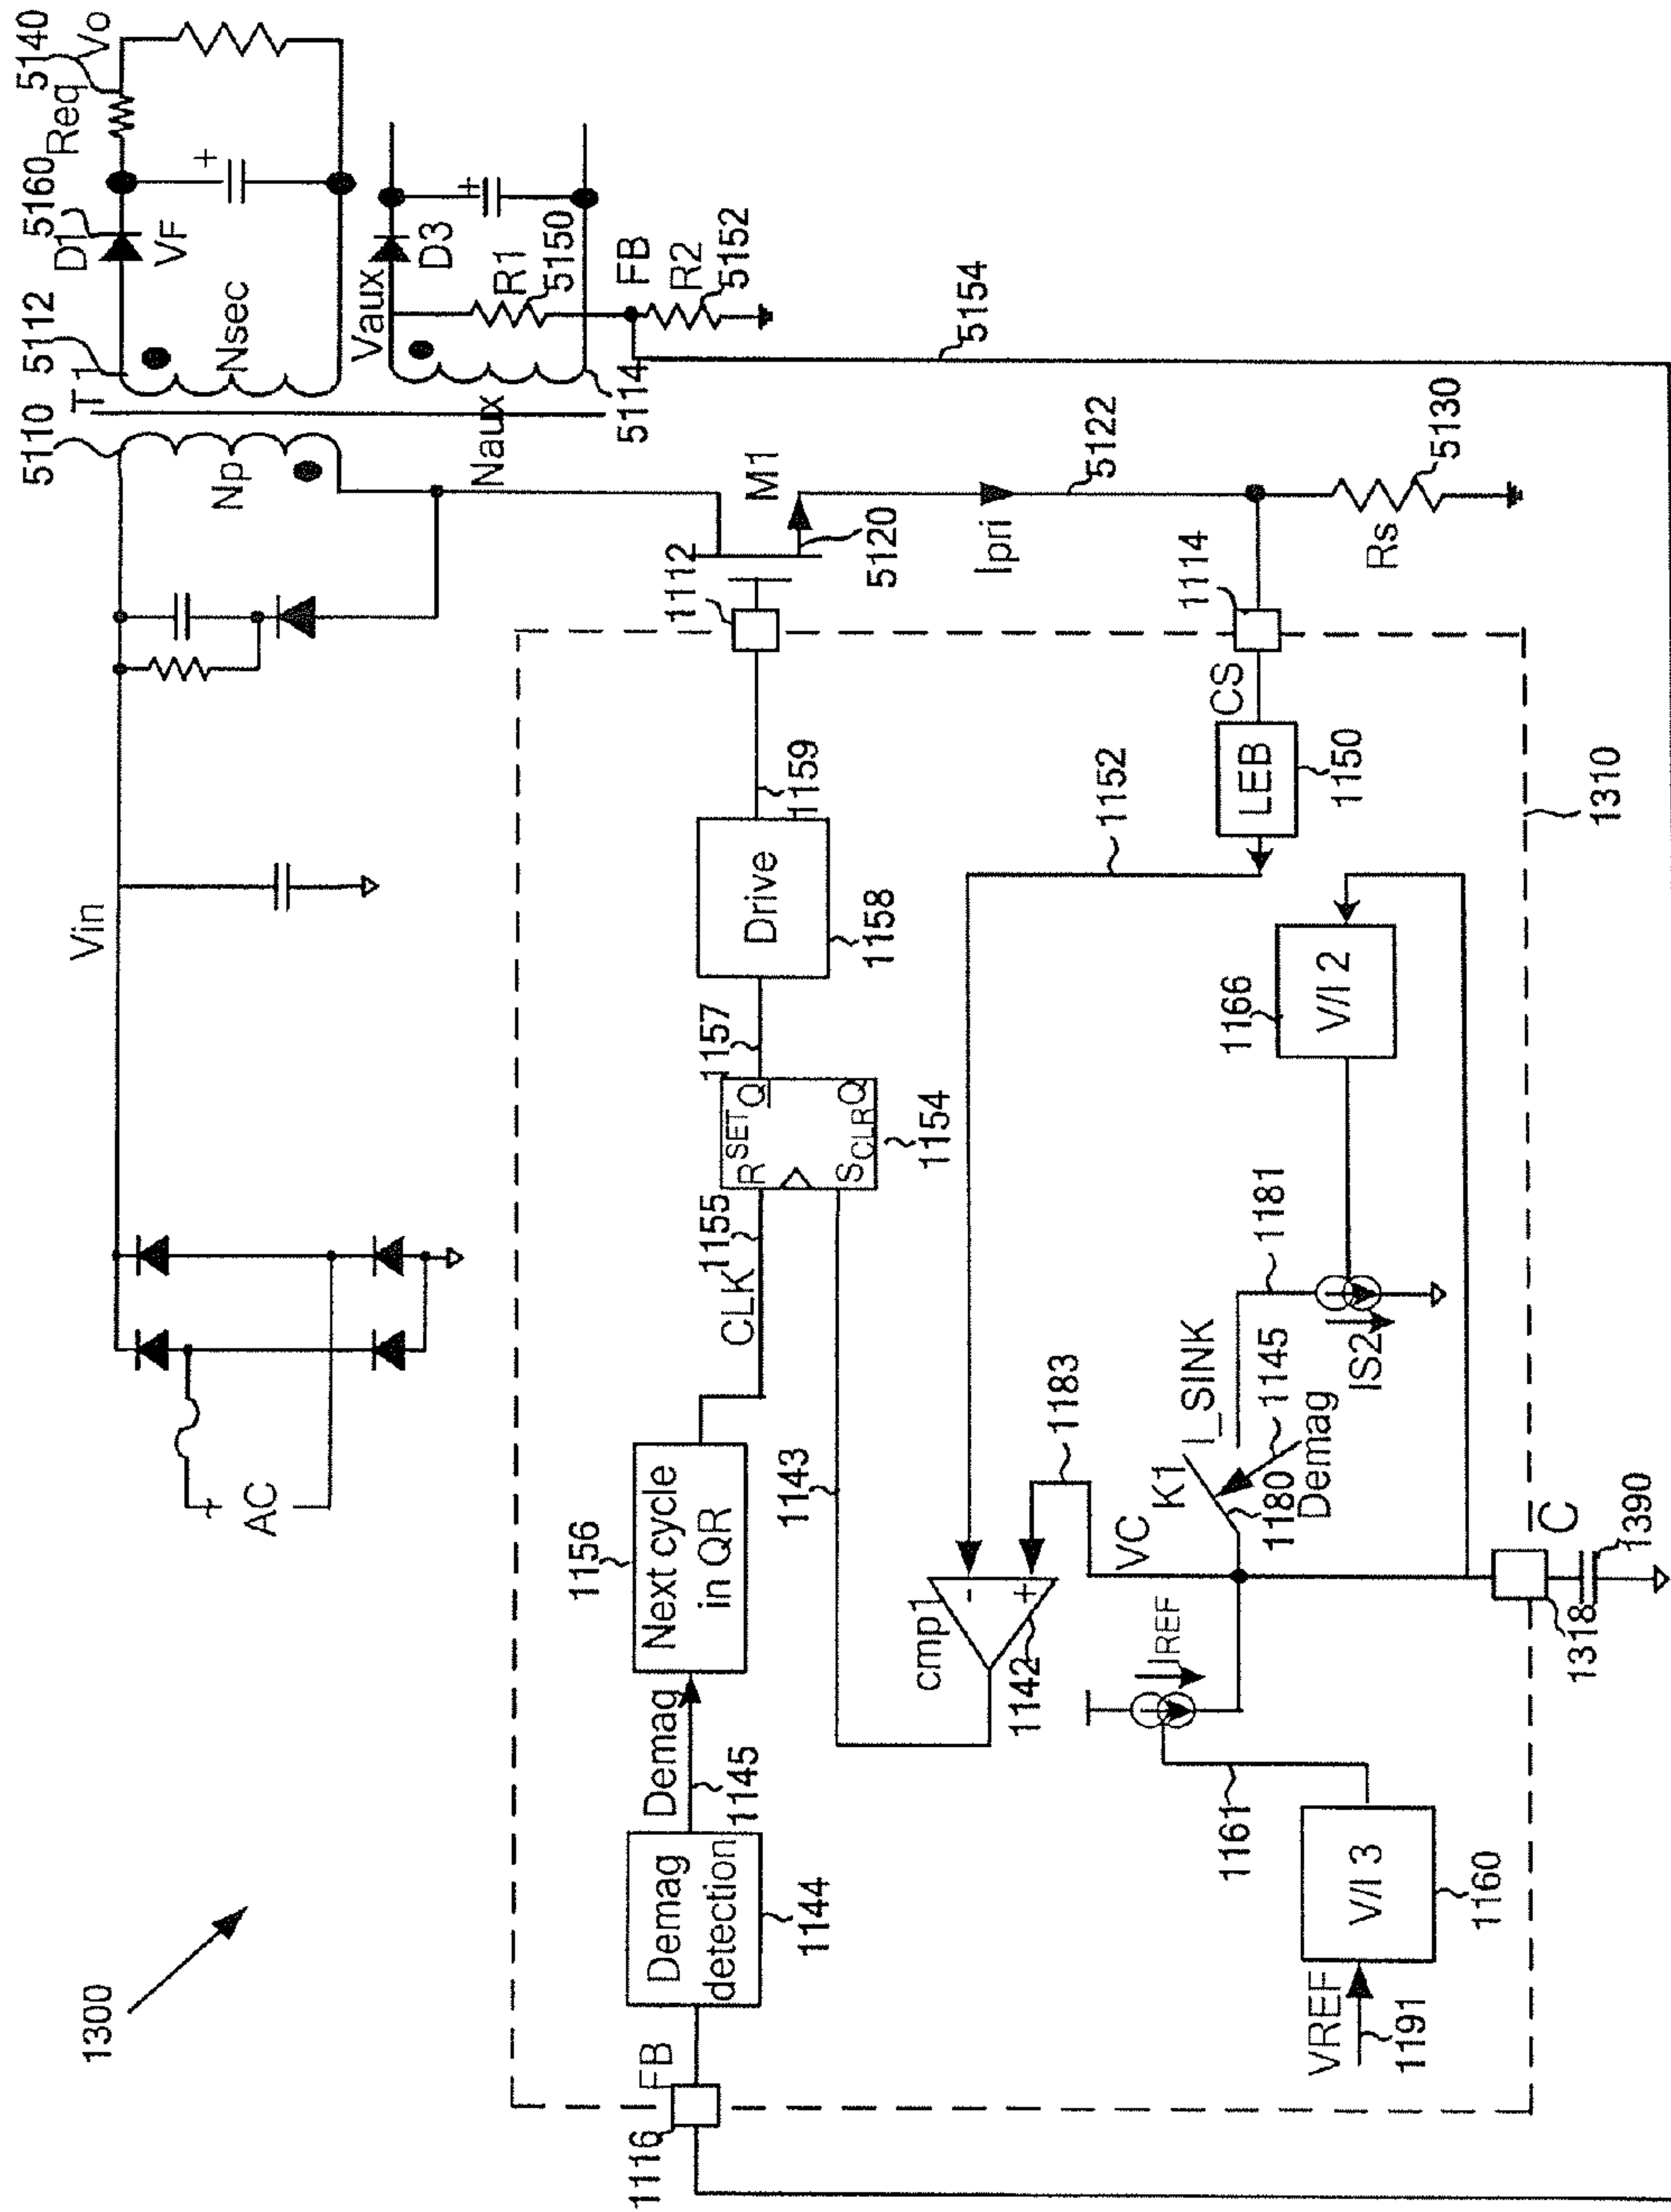 1300
AC
Vin
5110
T1
5112
D1
5160
Req
5140
Vo
VF
Np
Nsec
Vaux
D3
R1
5150
FB
R2
5152
Naux
5114
5154
M1
5120
1112
Ipri
5122
1114
Rs
5130
1116
FB
Demag
detection
1144
Demag
1145
1156
Next cycle
in QR
CLK
1155
R SET Q
S CLR Q
1154
1157
Drive
1158
1159
CS
LEB
1150
1152
1143
cmp1
-
+
1142
1183
VC
K1
I_SINK
1180
1145
Demag
1181
IS2
1166
V/I 2
1310
IREF
1161
V/I 3
1160
VREF
1191
1318
C
1390